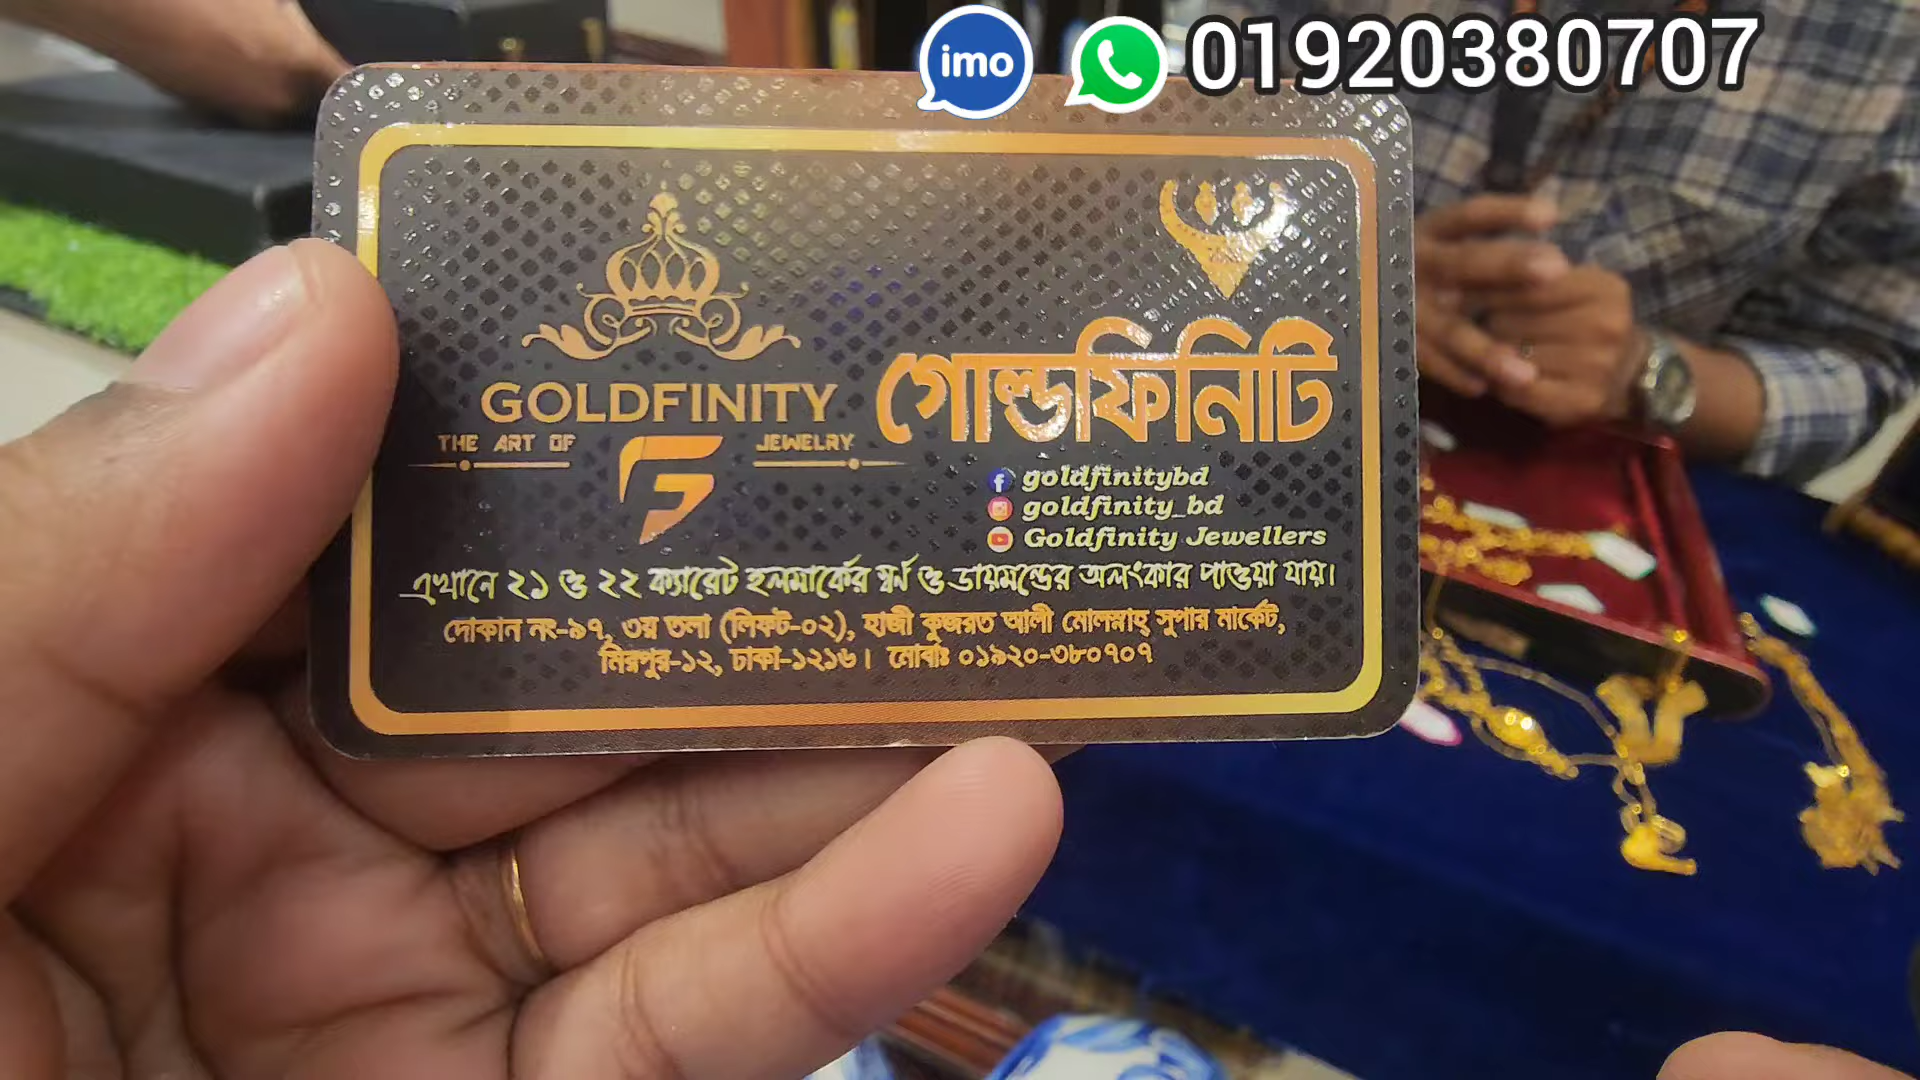 imo 01920380707
GOLDFINITY
THE ART OF JEWELRY
গোল্ডফিনিটি
goldfinitybd
goldfinity_bd
Goldfinity Jewellers
এখানে ২১ ও ২২ ক্যারেট হলমার্কের স্বর্ণ ও ডায়মন্ডের অলংকার পাওয়া যায়।
দোকান নং-৯৭, ৩য় তলা (লিফট-০২), হাজী কুজরত আলী মোল্লাহ্ সুপার মার্কেট,
মিরপুর-১২, ঢাকা-১২১৬। মোবাঃ ০১৯২০-৩৮০৭০৭